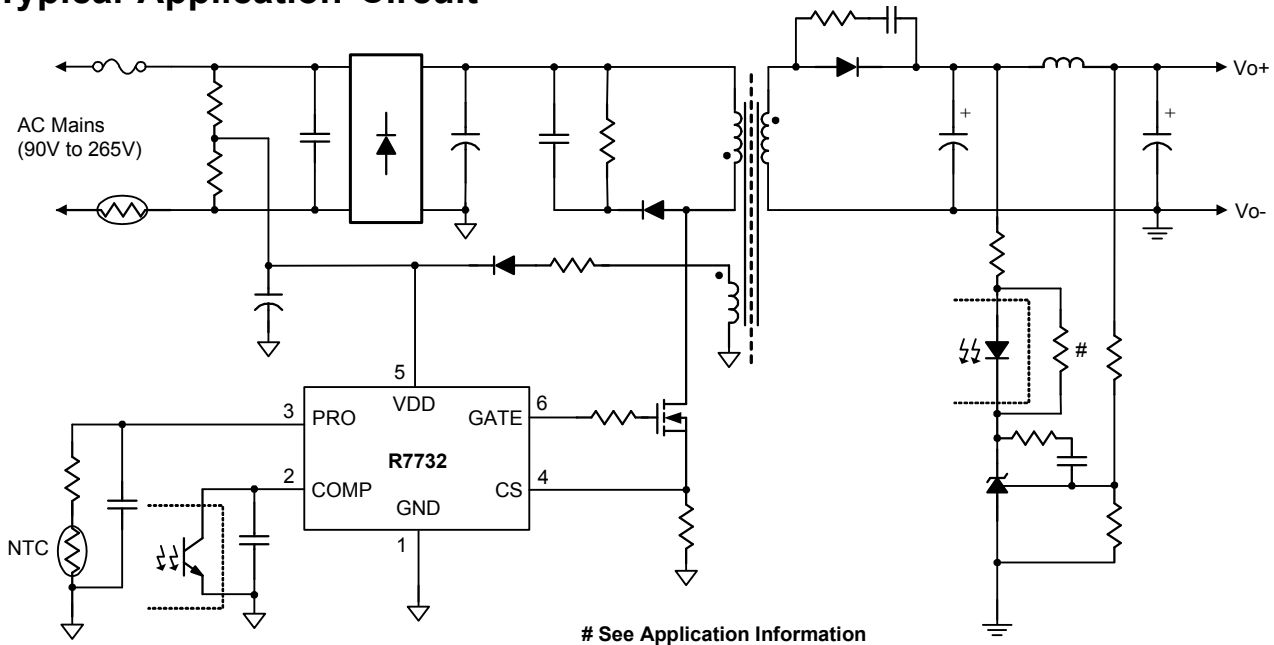 Typical Application Circuit
Vo+
+
+
AC Mains
(90V to 265V)
Vo-
5
VDD
#
3
PRO
GATE
6
R7732
2
COMP
CS
4
GND
NTC
1
# See Application Information